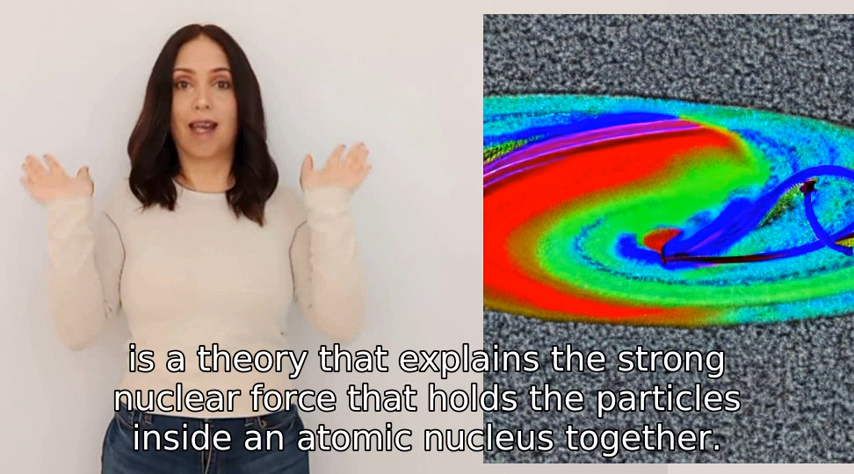 is a theory that explains the strong
nuclear force that holds the particles
inside an atomic nucleus together.